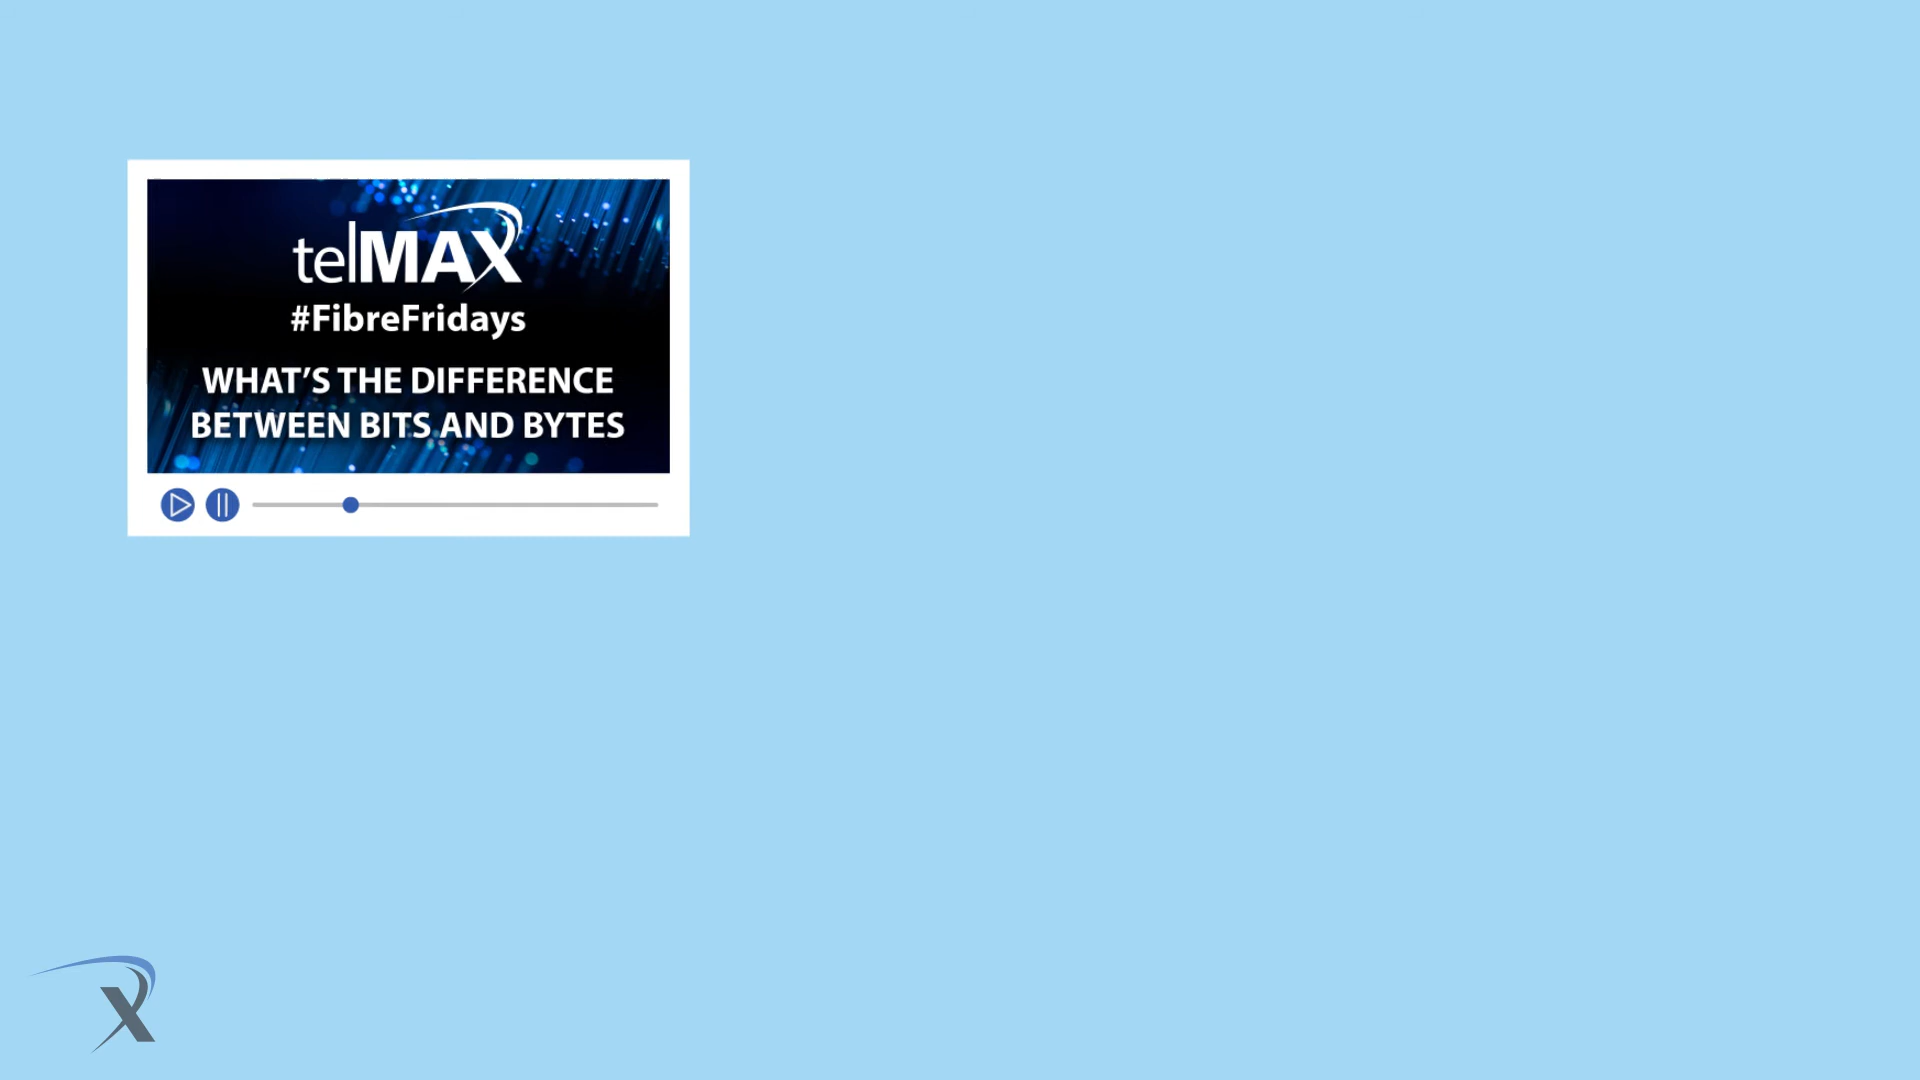 telMAX
#FibreFridays
WHAT'S THE DIFFERENCE
BETWEEN BITS AND BYTES
X